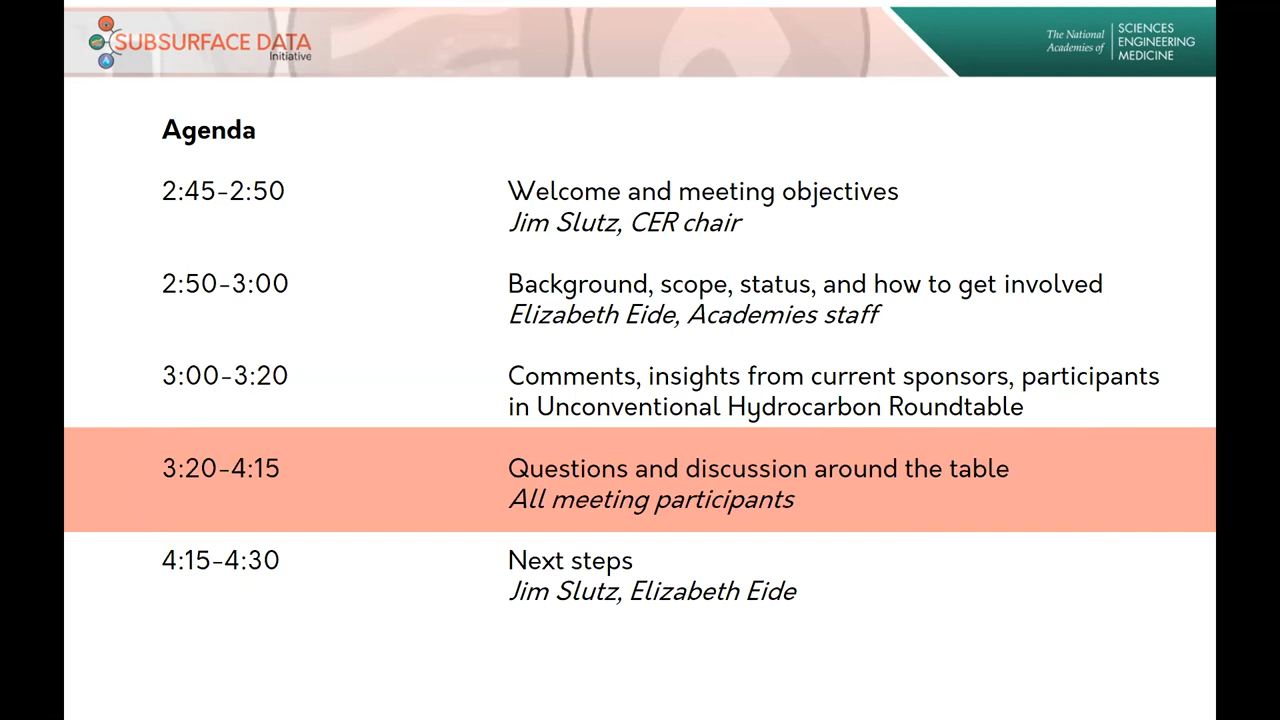 SUBSURFACE DATA
Initiative
The National
Academies of
SCIENCES
ENGINEERING
MEDICINE
Agenda
2:45-2:50
Welcome and meeting objectives
Jim Slutz, CER chair
2:50-3:00
Background, scope, status, and how to get involved
Elizabeth Eide, Academies staff
3:00-3:20
Comments, insights from current sponsors, participants
in Unconventional Hydrocarbon Roundtable
3:20-4:15
Questions and discussion around the table
All meeting participants
4:15-4:30
Next steps
Jim Slutz, Elizabeth Eide